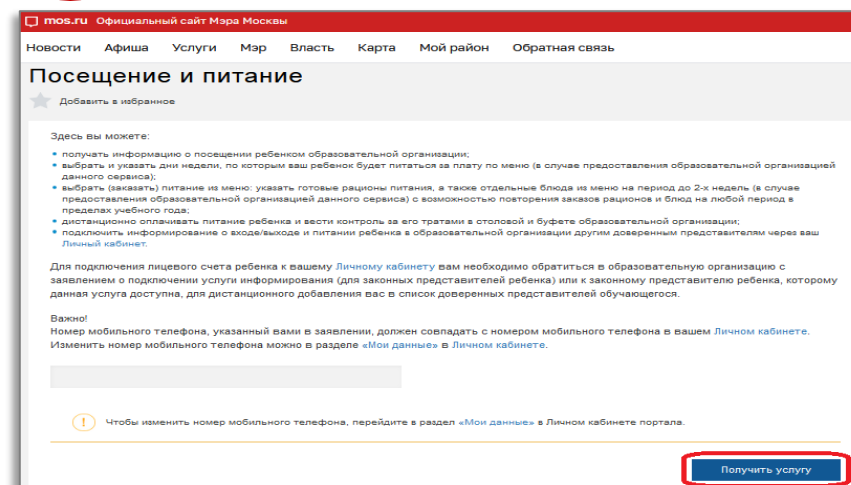 mos.ru Официальный сайт Мэра Москвы
Новости Афиша Услуги Мэр Власть Карта Мой район Обратная связь
Посещение и питание
Добавить в избранное
Здесь вы можете:
• получать информацию о посещении ребенком образовательной организации;
• выбрать и указать дни недели, по которым ваш ребенок будет питаться за плату по меню (в случае предоставления образовательной организацией
данного сервиса);
• выбрать (заказать) питание из меню: указать готовые рационы питания, а также отдельные блюда из меню на период до 2-х недель (в случае
предоставления образовательной организацией данного сервиса) с возможностью повторения заказов рационов и блюд на любой период в
пределах учебного года;
• дистанционно оплачивать питание ребенка и вести контроль за его тратами в столовой и буфете образовательной организации;
• подключить информирование о входе/выходе и питании ребенка в образовательной организации другим доверенным представителям через ваш
Личный кабинет.
Для подключения лицевого счета ребенка к вашему Личному кабинету вам необходимо обратиться в образовательную организацию с
заявлением о подключении услуги информирования (для законных представителей ребенка) или к законному представителю ребенка, которому
данная услуга доступна, для дистанционного добавления вас в список доверенных представителей обучающегося.
Важно!
Номер мобильного телефона, указанный вами в заявлении, должен совпадать с номером мобильного телефона в вашем Личном кабинете.
Изменить номер мобильного телефона можно в разделе «Мои данные» в Личном кабинете.
! Чтобы изменить номер мобильного телефона, перейдите в раздел «Мои данные» в Личном кабинете портала.
Получить услугу